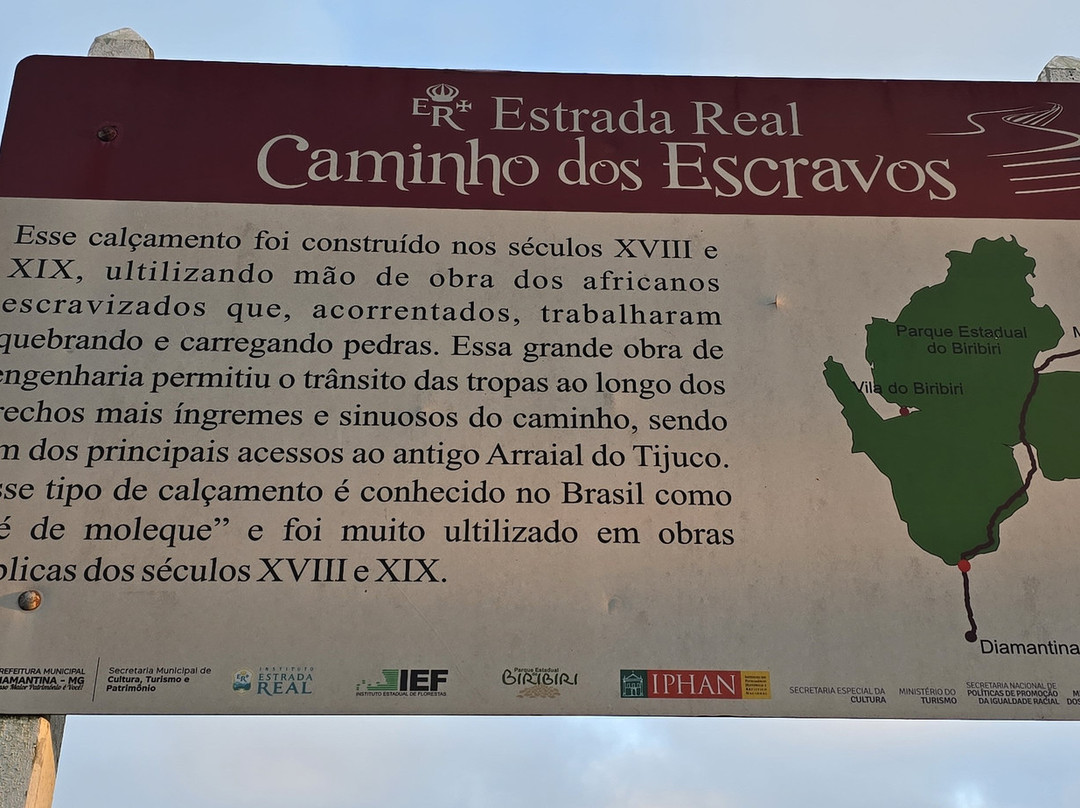 ER Estrada Real
Caminho dos Escravos
Esse calçamento foi construído nos séculos XVIII e
XIX, ultilizando mão de obra dos africanos
escravizados que, acorrentados, trabalharam
quebrando e carregando pedras. Essa grande obra de
engenharia permitiu o trânsito das tropas ao longo dos
rechos mais íngremes e sinuosos do caminho, sendo
m dos principais acessos ao antigo Arraial do Tijuco.
sse tipo de calçamento é conhecido no Brasil como
é de moleque” e foi muito ultilizado em obras
blicas dos séculos XVIII e XIX.
Parque Estadual
do Biribiri
M
Vila do Biribiri
Diamantina
PREFEITURA MUNICIPAL
DIAMANTINA - MG
Secretaria Municipal de
Cultura, Turismo e
Patrimônio
INSTITUTO
ESTRADA
REAL
IEF
INSTITUTO ESTADUAL DE FLORESTAS
Parque Estadual
BIRIBIRI
IPHAN
SECRETARIA ESPECIAL DA
CULTURA
MINISTÉRIO DO
TURISMO
SECRETARIA NACIONAL DE
POLÍTICAS DE PROMOÇÃO
DA IGUALDADE RACIAL